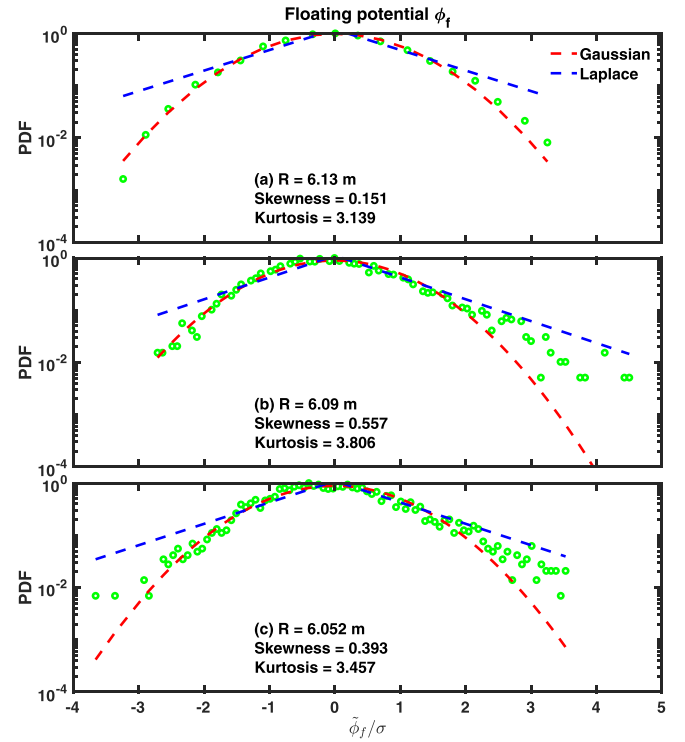 Floating potential ϕ_f
Gaussian
Laplace
10^0
10^-2
10^-4
PDF
(a) R = 6.13 m
Skewness = 0.151
Kurtosis = 3.139
10^0
10^-2
10^-4
PDF
(b) R = 6.09 m
Skewness = 0.557
Kurtosis = 3.806
10^0
10^-2
10^-4
PDF
(c) R = 6.052 m
Skewness = 0.393
Kurtosis = 3.457
-4 -3 -2 -1 0 1 2 3 4 5
ϕ̃_f/σ